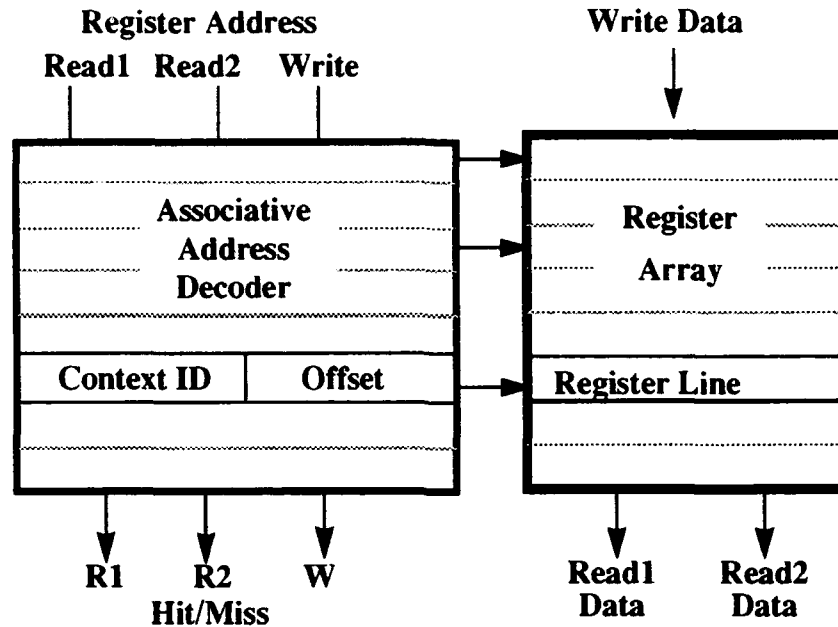 Register Address
Read1 Read2 Write
Write Data
Associative
Address
Decoder
Register
Array
Context ID Offset
Register Line
R1 R2 W
Hit/Miss
Read1 Read2
Data Data